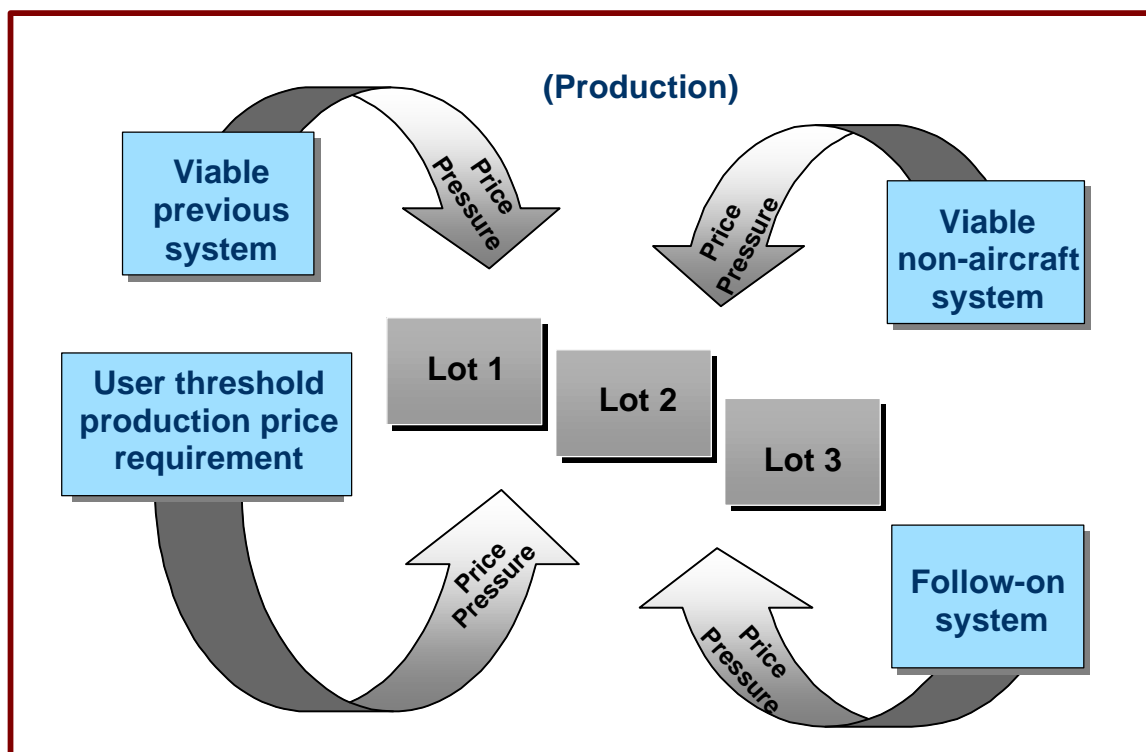 (Production)
Viable
previous
system
Price
Pressure
Price
Pressure
Viable
non-aircraft
system
Lot 1
Lot 2
Lot 3
User threshold
production price
requirement
Price
Pressure
Price
Pressure
Follow-on
system